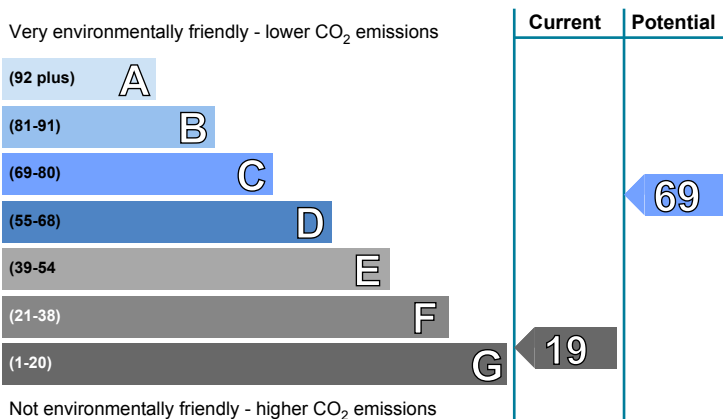 Current Potential
Very environmentally friendly - lower CO2 emissions
(92 plus) A
(81-91) B
(69-80) C
69
(55-68) D
(39-54 E
(21-38) F
19
(1-20) G
Not environmentally friendly - higher CO2 emissions